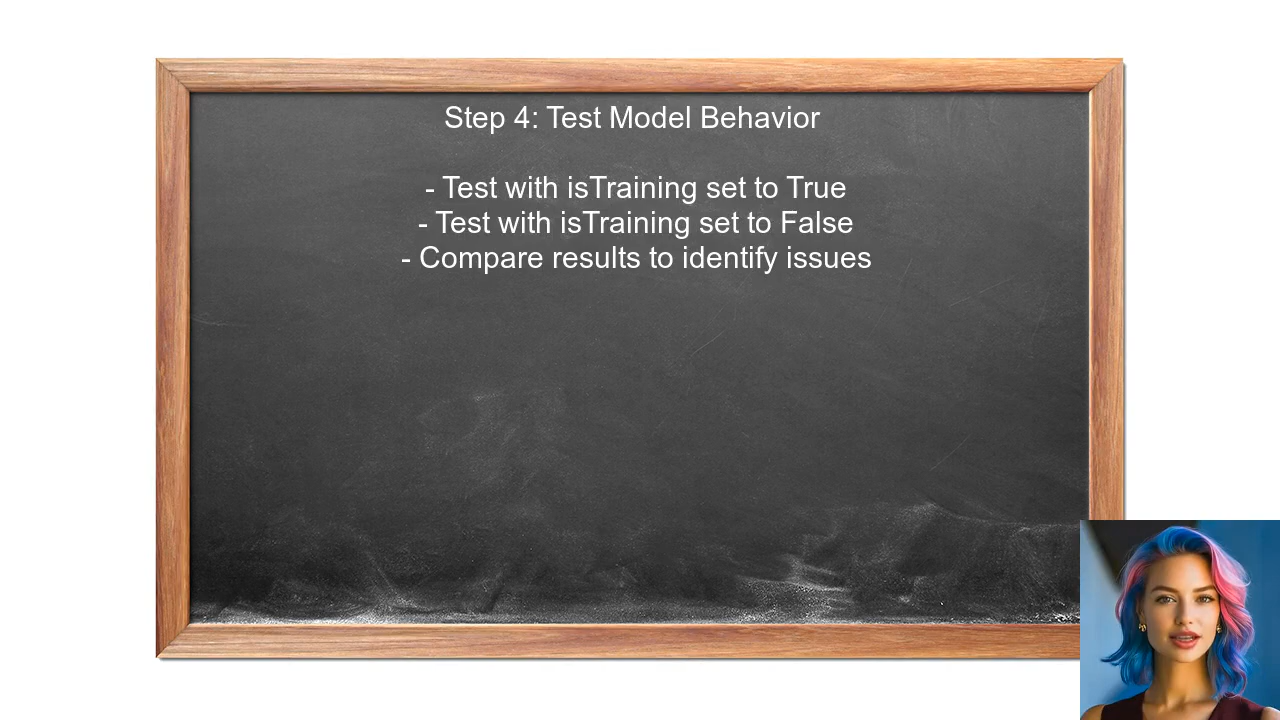 Step 4: Test Model Behavior
- Test with isTraining set to True
- Test with isTraining set to False
- Compare results to identify issues